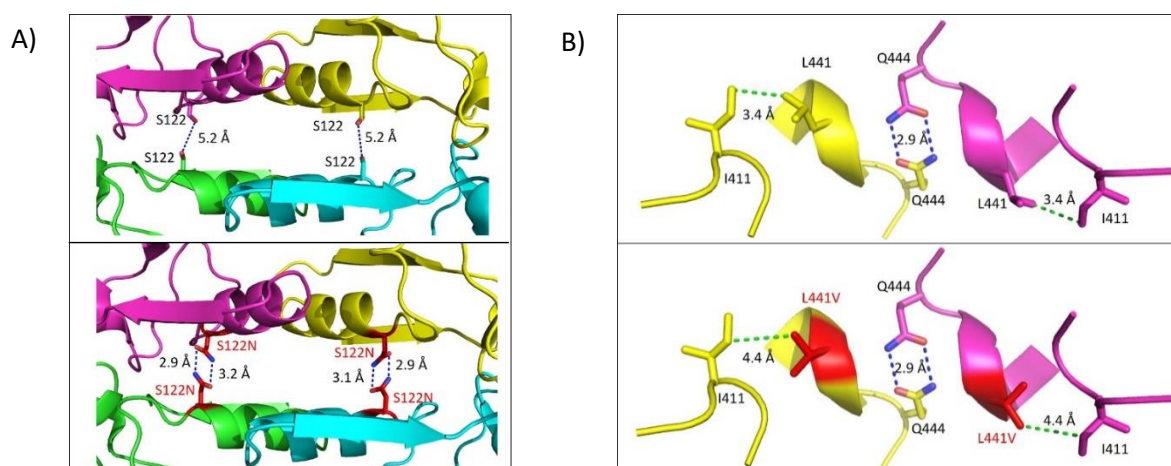 A)
S122
5.2 Å
S122
S122
5.2 Å
S122
S122N
2.9 Å
3.2 Å
S122N
S122N
3.1 Å
2.9 Å
S122N
B)
Q444
L441
3.4 Å
2.9 Å
I411
Q444
L441
3.4 Å
I411
Q444
L441V
4.4 Å
2.9 Å
I411
Q444
L441V
4.4 Å
I411